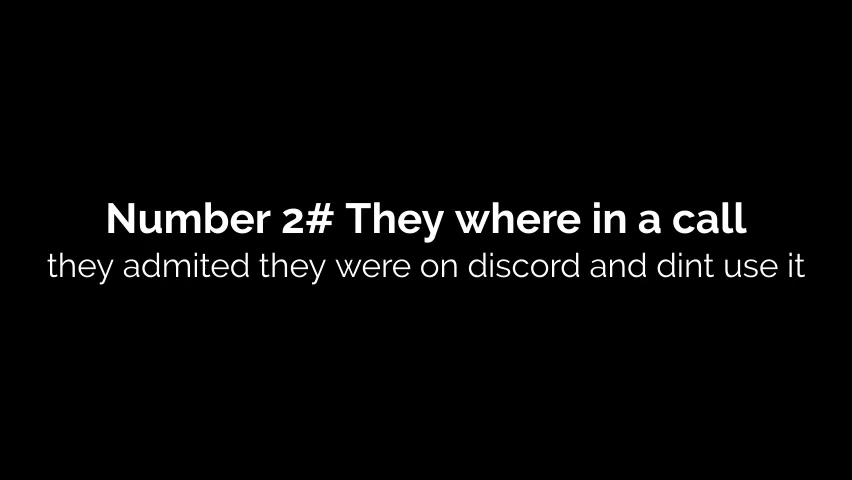 Number 2# They where in a call
they admited they were on discord and dint use it